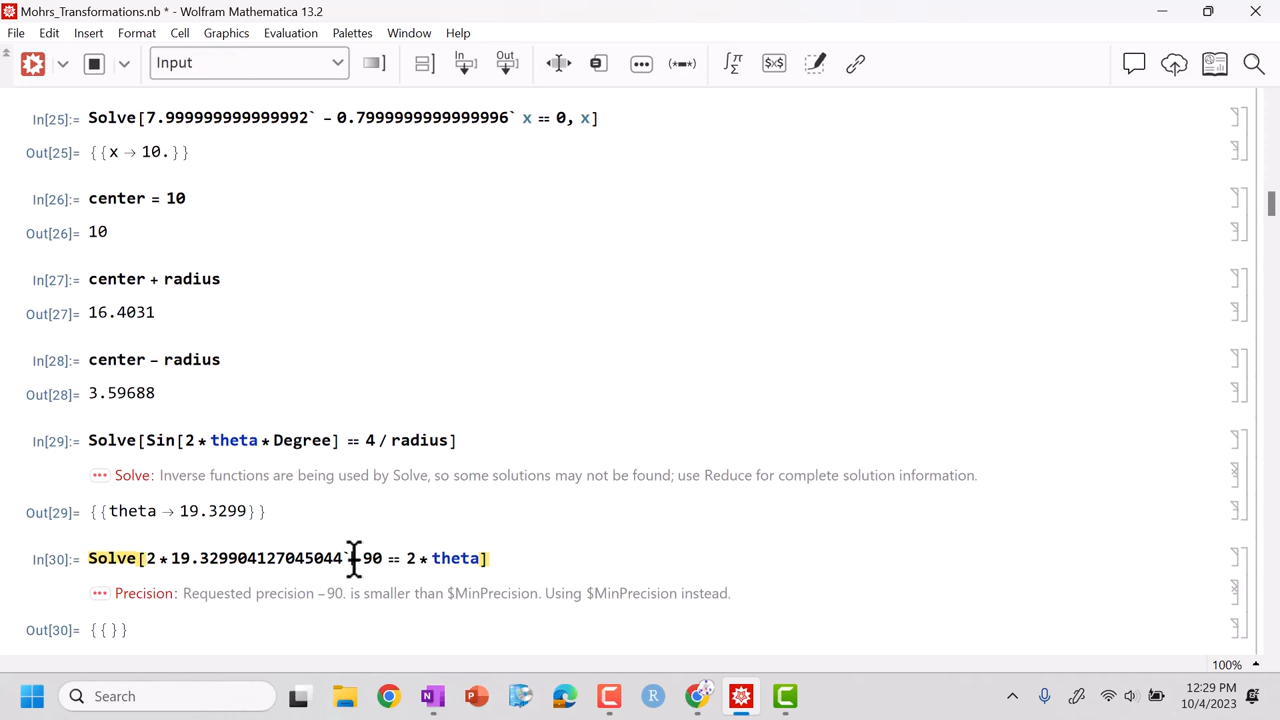 Mohrs_Transformations.nb * - Wolfram Mathematica 13.2
File Edit Insert Format Cell Graphics Evaluation Palettes Window Help
Input
In[25]:= Solve[7.999999999999992` - 0.7999999999999996` x == 0, x]
Out[25]= {{x → 10.}}
In[26]:= center = 10
Out[26]= 10
In[27]:= center + radius
Out[27]= 16.4031
In[28]:= center - radius
Out[28]= 3.59688
In[29]:= Solve[Sin[2 * theta * Degree] == 4 / radius]
Solve: Inverse functions are being used by Solve, so some solutions may not be found; use Reduce for complete solution information.
Out[29]= {{theta → 19.3299}}
In[30]:= Solve[2 * 19.329904127045044`-90 == 2 * theta]
Precision: Requested precision -90. is smaller than $MinPrecision. Using $MinPrecision instead.
Out[30]= {{}}
100%
Search
12:29 PM
10/4/2023